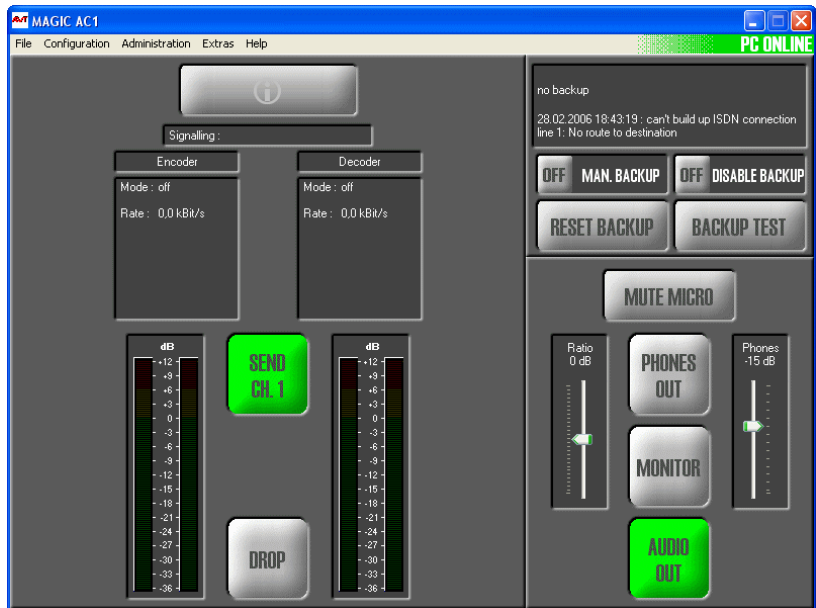 AVT MAGIC AC1
File Configuration Administration Extras Help
PC ONLINE
Signalling :
Encoder
Mode : off
Rate : 0,0 kBit/s
Decoder
Mode : off
Rate : 0,0 kBit/s
dB
+12
+9
+6
+3
0
-3
-6
-9
-12
-15
-18
-21
-24
-27
-30
-33
-36
SEND
CH. 1
DROP
dB
+12
+9
+6
+3
0
-3
-6
-9
-12
-15
-18
-21
-24
-27
-30
-33
-36
no backup
28.02.2006 18:43:19 : can't build up ISDN connection
line 1: No route to destination
OFF MAN. BACKUP
OFF DISABLE BACKUP
RESET BACKUP
BACKUP TEST
MUTE MICRO
Ratio
0 dB
PHONES
OUT
MONITOR
AUDIO
OUT
Phones
-15 dB